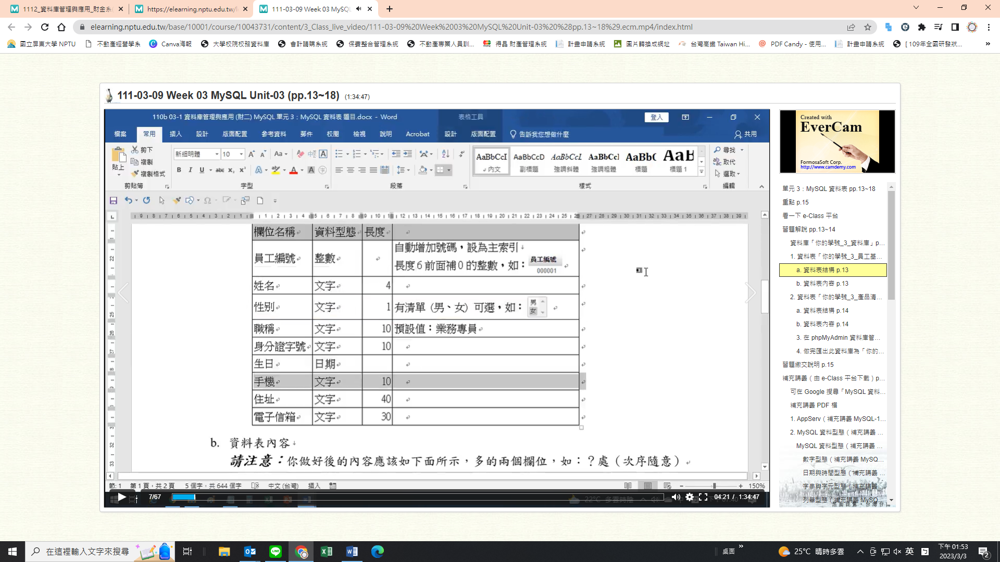 1112_資料庫管理與應用_財金系
https://elearning.nptu.edu.tw/l
111-03-09 Week 03 MySQL
elearning.nptu.edu.tw/base/10001/course/10043731/content/3_Class_live_video/111-03-09%20Week%2003%20MySQL%20Unit-03%20%28pp.13~18%29.ecm.mp4/index.html
國立屏東大學 NPTU 不動產經營學系 Canva海報 大學校院校務資料庫 會計請購系統 保費整合管理系統 不動產專業人員訓... 得晶 財產管理系統 計畫申請系統 圖片轉換成網址 台灣高鐵 Taiwan Hi... PDF Candy - 使用... 計畫申請系統 [ 109年全國研發狀... »
111-03-09 Week 03 MySQL Unit-03 (pp.13~18) (1:34:47)
110b 03-1 資料庫管理與應用 (財二) MySQL 單元 3：MySQL 資料表 題目.docx - Word 表格工具 登入
檔案 常用 插入 設計 版面配置 參考資料 郵件 校閱 檢視 說明 Acrobat 設計 版面配置 告訴我您想做什麼 共用
貼上 剪下 複製 複製格式 剪貼簿
新細明體 10 字型
段落
AaBbCcI AaBbCcD AaBbCcL AaBbCcI AaBbC AaB
內文 副標題 強調斜體 強調粗體 標題 標題 1
樣式
尋找 取代 選取 編輯
欄位名稱 資料型態 長度
員工編號 整數 自動增加號碼，設為主索引
長度 6 前面補 0 的整數，如： 員工編號 000001
姓名 文字 4
性別 文字 1 有清單 (男、女) 可選，如： 男 女
職稱 文字 10 預設值：業務專員
身分證字號 文字 10
生日 日期
手機 文字 10
住址 文字 40
電子信箱 文字 30
b. 資料表內容
請注意：你做好後的內容應該如下面所示，多的兩個欄位，如：？處（次序隨意）
節: 1 第 1 頁，共 2 頁 5 個字，共 644 個字 中文 (台灣) 插入 150%
7/67 04:21 / 1:34:47
22°C 多雲時陰
Created with
EverCam
FormosaSoft Corp.
http://www.camdemy.com
單元 3：MySQL 資料表 pp.13~18
重點 p.15
看一下 e-Class 平台
習題解說 pp.13~14
資料庫「你的學號_3_資料庫」p...
1. 資料表「你的學號_3_員工基...
a. 資料表結構 p.13
b. 資料表內容 p.13
2. 資料表「你的學號_3_產品清...
a. 資料表結構 p.14
b. 資料表內容 p.14
3. 在 phpMyAdmin 資料庫管...
4. 做完匯出此資料庫為「你的...
習題繳交說明 p.15
補充講義（由 e-Class 平台下載）p...
可在 Google 搜尋「MySQL 資料...
補充講義 PDF 檔
1. AppServ（補充講義 MySQL-1...
2. MySQL 資料型態（補充講義 ...
MySQL 資料型態（補充講義 ...
數字型態（補充講義 MySQ...
日期與時間型態（補充講義 ...
字串與字元型態（補充講義 ...
列舉型態（補充講義 MySQ...
在這裡輸入文字來搜尋
桌面 »
25°C 晴時多雲
英
下午 01:53
2023/3/3
2